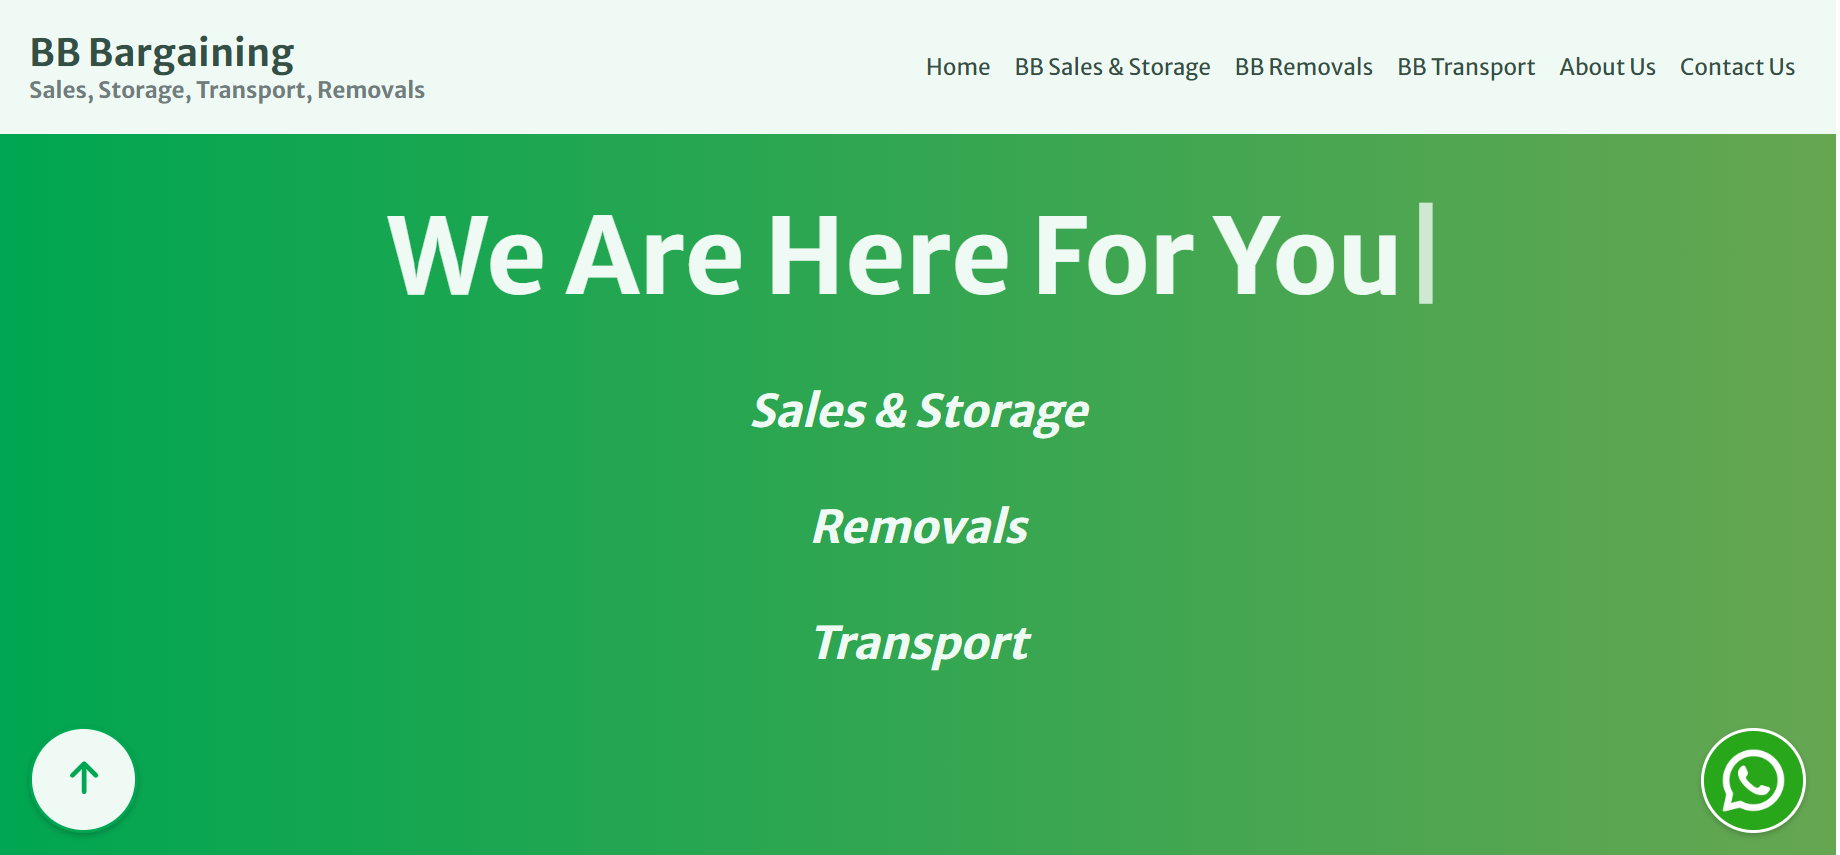 BB Bargaining
Sales, Storage, Transport, Removals
Home BB Sales & Storage BB Removals BB Transport About Us Contact Us
We Are Here For You
Sales & Storage
Removals
Transport